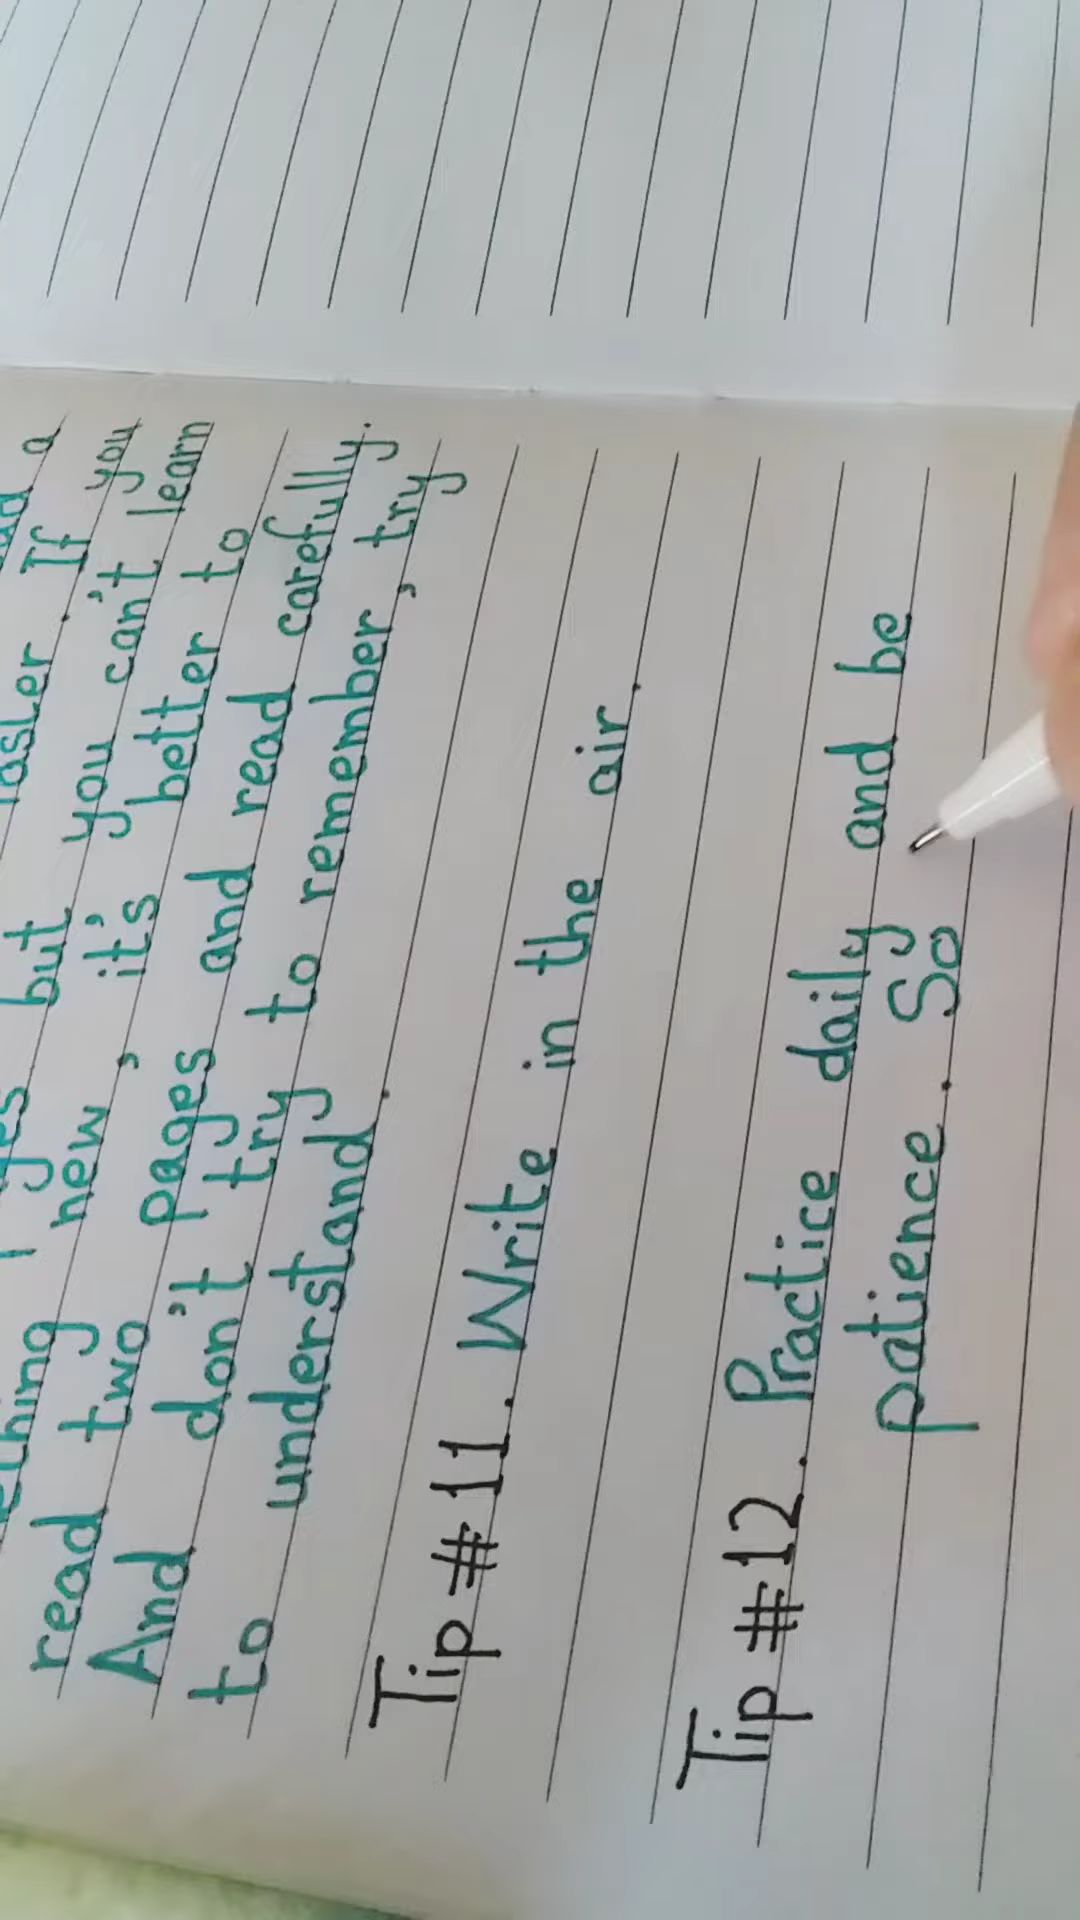 but
If
new, you can't you
read two pages, it's better to learn
And don't try and read carefully.
to understand. to remember, try
Tip #11. Write in the air.
Tip #12. Practice daily and be
patience. So